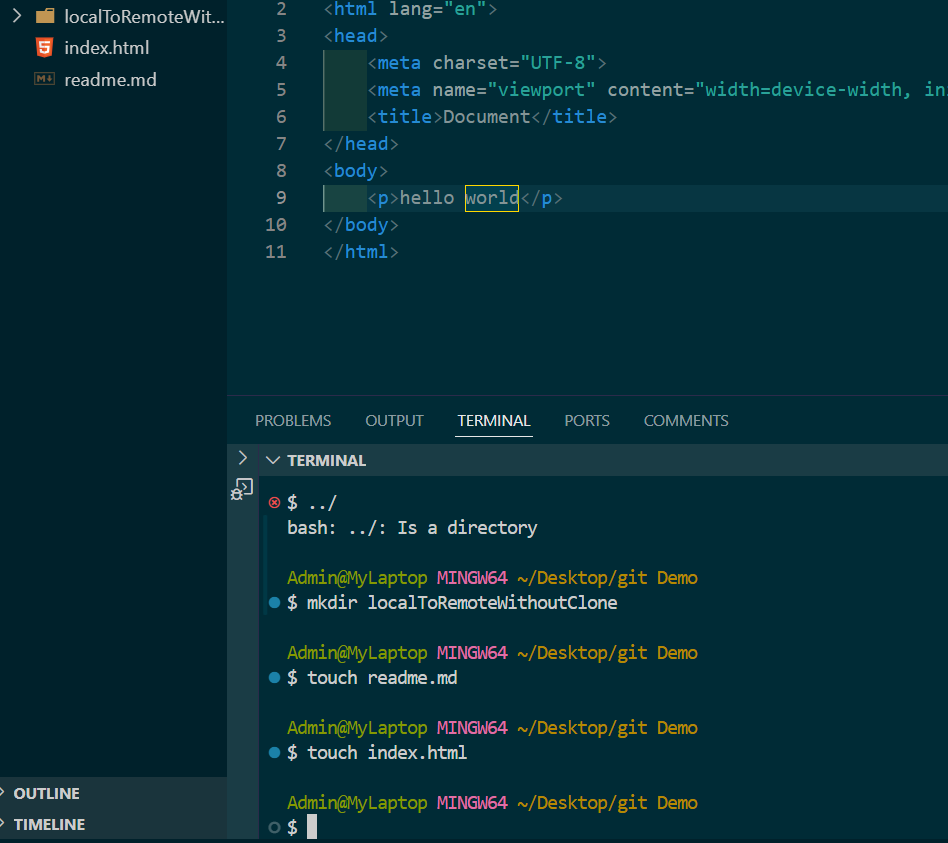 localToRemoteWit...
index.html
readme.md
OUTLINE
TIMELINE
2 <html lang="en">
3 <head>
4 <meta charset="UTF-8">
5 <meta name="viewport" content="width=device-width,
6 <title>Document</title>
7 </head>
8 <body>
9 <p>hello world</p>
10 </body>
11 </html>
PROBLEMS OUTPUT TERMINAL PORTS COMMENTS
TERMINAL
$ ../
bash: ../: Is a directory
Admin@MyLaptop MINGW64 ~/Desktop/git Demo
$ mkdir localToRemoteWithoutClone
Admin@MyLaptop MINGW64 ~/Desktop/git Demo
$ touch readme.md
Admin@MyLaptop MINGW64 ~/Desktop/git Demo
$ touch index.html
Admin@MyLaptop MINGW64 ~/Desktop/git Demo
$